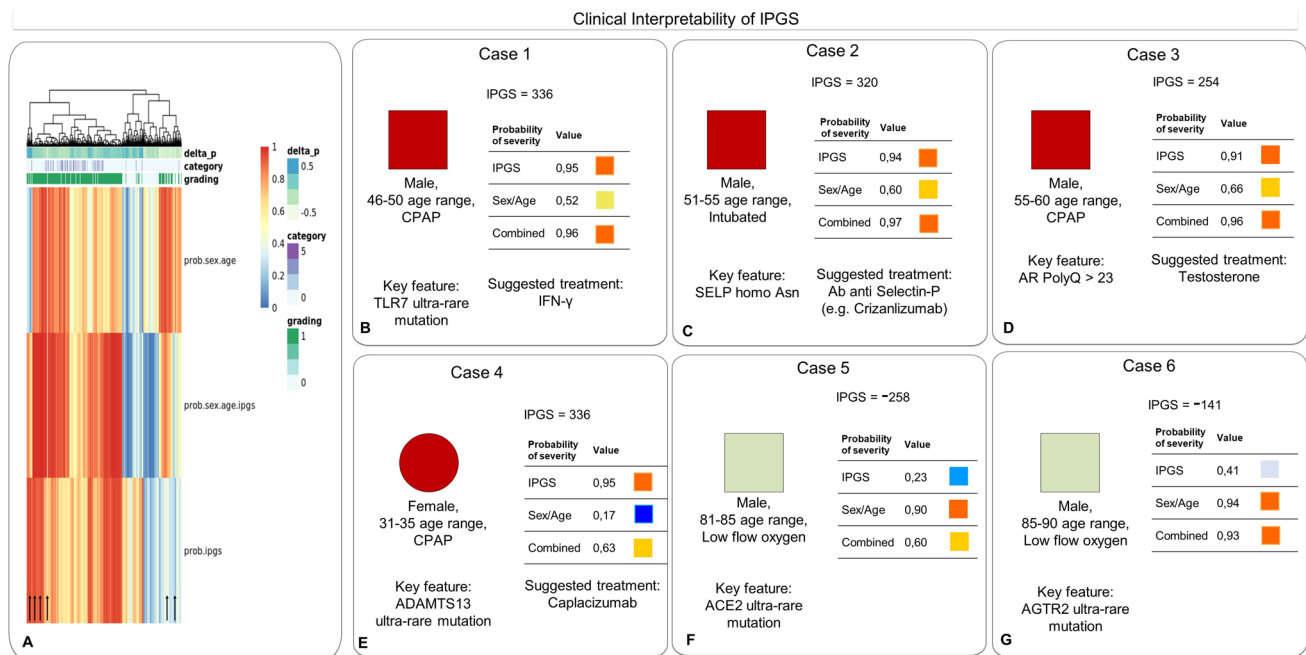 Clinical Interpretability of IPGS
delta_p
category
grading
prob.sex.age
prob.sex.age.ipgs
prob.ipgs
1
0.8
0.6
0.4
0.2
0
delta_p
0.5
-0.5
category
5
0
grading
1
0
A
Case 1
IPGS = 336
Probability
of severity Value
IPGS 0,95
Sex/Age 0,52
Combined 0,96
Male,
46-50 age range,
CPAP
Key feature:
TLR7 ultra-rare
mutation
Suggested treatment:
IFN-γ
B
Case 2
IPGS = 320
Probability
of severity Value
IPGS 0,94
Sex/Age 0,60
Combined 0,97
Male,
51-55 age range,
Intubated
Key feature:
SELP homo Asn
Suggested treatment:
Ab anti Selectin-P
(e.g. Crizanlizumab)
C
Case 3
IPGS = 254
Probability
of severity Value
IPGS 0,91
Sex/Age 0,66
Combined 0,96
Male,
55-60 age range,
CPAP
Key feature:
AR PolyQ > 23
Suggested treatment:
Testosterone
D
Case 4
IPGS = 336
Probability
of severity Value
IPGS 0,95
Sex/Age 0,17
Combined 0,63
Female,
31-35 age range,
CPAP
Key feature:
ADAMTS13
ultra-rare mutation
Suggested treatment:
Caplacizumab
E
Case 5
IPGS = −258
Probability
of severity Value
IPGS 0,23
Sex/Age 0,90
Combined 0,60
Male,
81-85 age range,
Low flow oxygen
Key feature:
ACE2 ultra-rare
mutation
F
Case 6
IPGS = −141
Probability
of severity Value
IPGS 0,41
Sex/Age 0,94
Combined 0,93
Male,
85-90 age range,
Low flow oxygen
Key feature:
AGTR2 ultra-rare
mutation
G